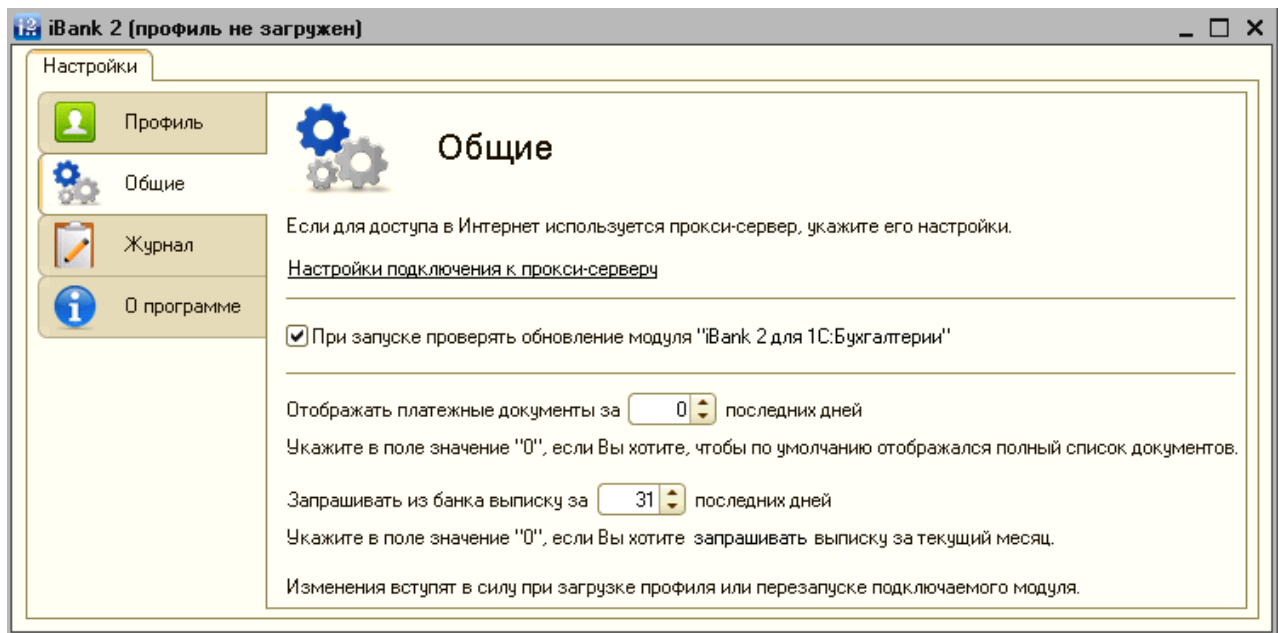 iBank 2 (профиль не загружен)
Настройки
Профиль
Общие
Журнал
О программе
Общие
Если для доступа в Интернет используется прокси-сервер, укажите его настройки.
Настройки подключения к прокси-серверу
При запуске проверять обновление модуля "iBank 2 для 1С:Бухгалтерии"
Отображать платежные документы за 0 последних дней
Укажите в поле значение "0", если Вы хотите, чтобы по умолчанию отображался полный список документов.
Запрашивать из банка выписку за 31 последних дней
Укажите в поле значение "0", если Вы хотите запрашивать выписку за текущий месяц.
Изменения вступят в силу при загрузке профиля или перезапуске подключаемого модуля.